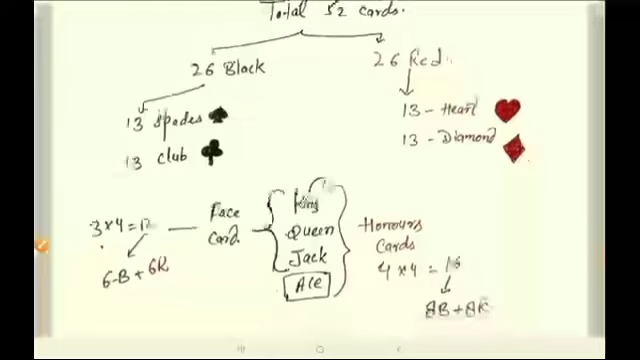 Total 52 cards.
26 Black
26 Red
13 spades
13 club
13 - Heart
13 - Diamond
3 x 4 = 12
6-B + 6R
Face
Card
King
Queen
Jack
Ace
Honours
Cards
4 x 4 = 16
8B + 8R